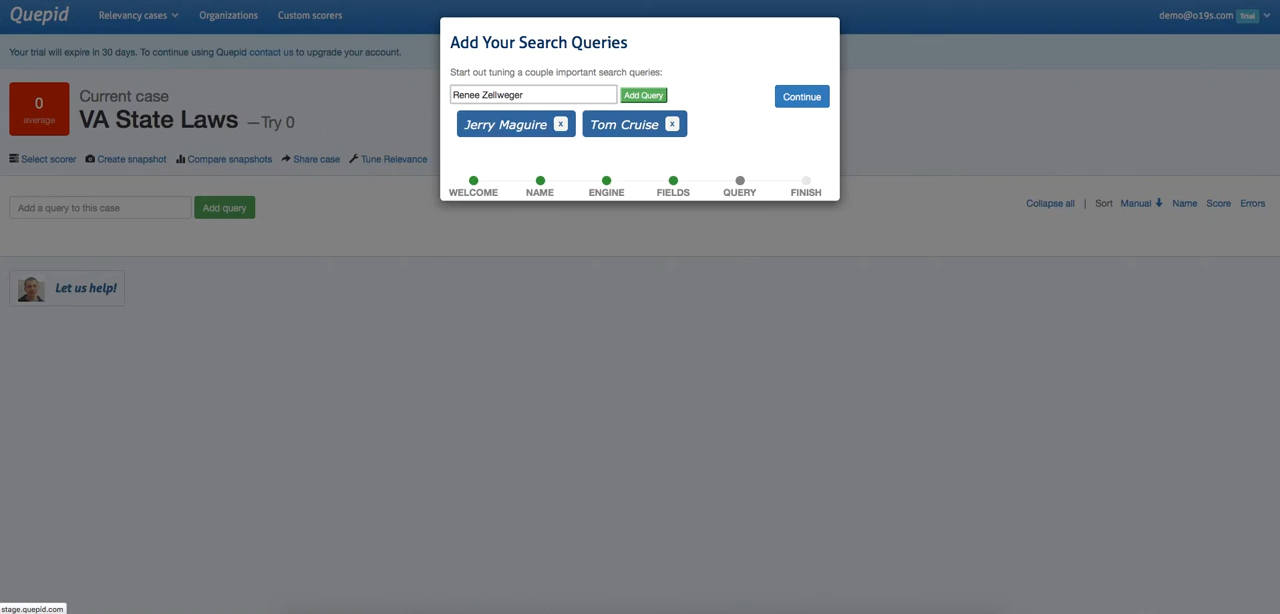 Quepid Relevancy cases Organizations Custom scorers demo@o19s.com Trial
Your trial will expire in 30 days. To continue using Quepid contact us to upgrade your account.
0
average
Current case
VA State Laws — Try 0
Select scorer Create snapshot Compare snapshots Share case Tune Relevance
Add Your Search Queries
Start out tuning a couple important search queries:
Renee Zellweger Add Query Continue
Jerry Maguire x Tom Cruise x
WELCOME NAME ENGINE FIELDS QUERY FINISH
Add a query to this case Add query Collapse all | Sort Manual Name Score Errors
Let us help!
stage.quepid.com